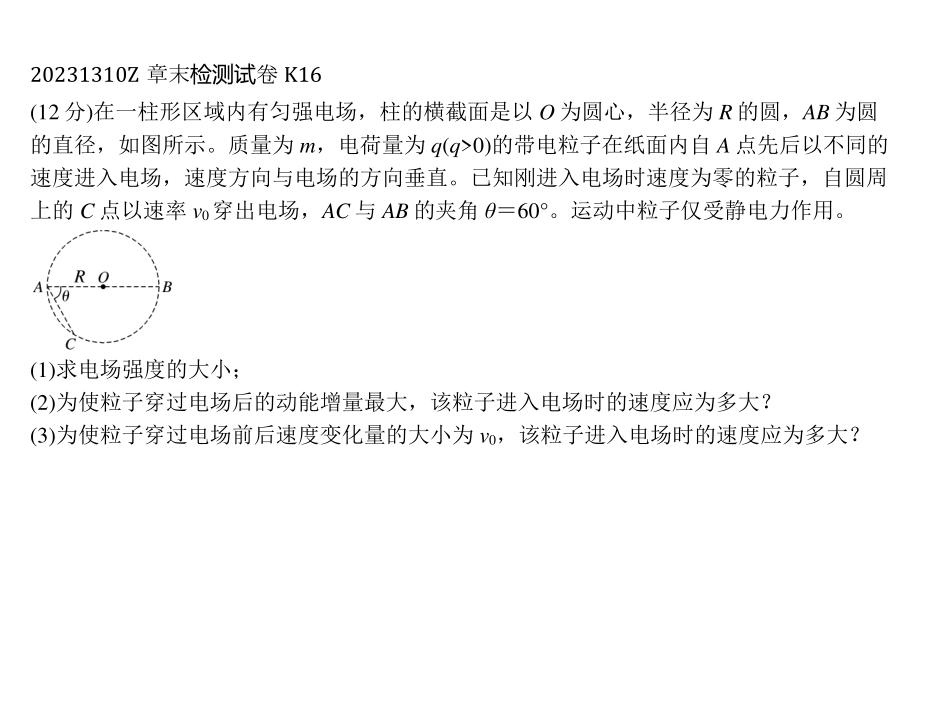 20231310Z 章末检测试卷 K16
(12 分)在一柱形区域内有匀强电场，柱的横截面是以 O 为圆心，半径为 R 的圆，AB 为圆
的直径，如图所示。质量为 m，电荷量为 q(q>0)的带电粒子在纸面内自 A 点先后以不同的
速度进入电场，速度方向与电场的方向垂直。已知刚进入电场时速度为零的粒子，自圆周
上的 C 点以速率 v₀穿出电场，AC 与 AB 的夹角 θ＝60°。运动中粒子仅受静电力作用。
R O
A B
θ
C
(1)求电场强度的大小；
(2)为使粒子穿过电场后的动能增量最大，该粒子进入电场时的速度应为多大？
(3)为使粒子穿过电场前后速度变化量的大小为 v₀，该粒子进入电场时的速度应为多大？